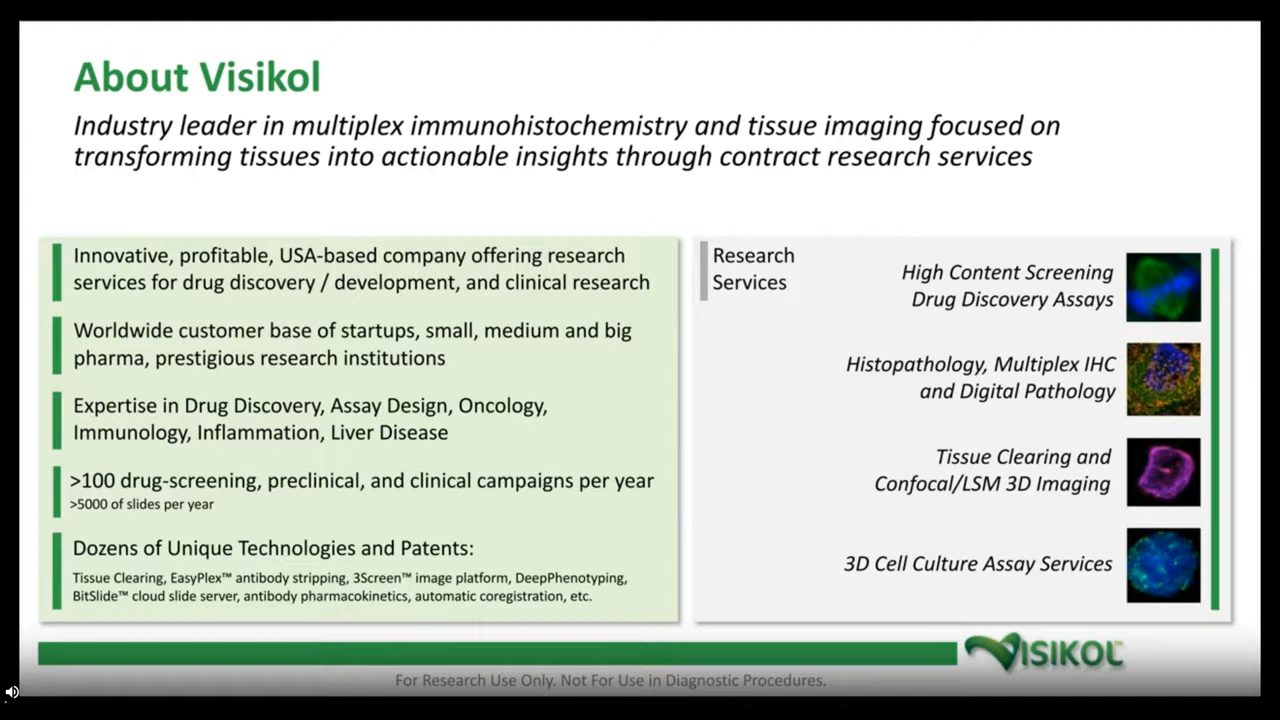 About Visikol
Industry leader in multiplex immunohistochemistry and tissue imaging focused on
transforming tissues into actionable insights through contract research services
Innovative, profitable, USA-based company offering research
services for drug discovery / development, and clinical research
Worldwide customer base of startups, small, medium and big
pharma, prestigious research institutions
Expertise in Drug Discovery, Assay Design, Oncology,
Immunology, Inflammation, Liver Disease
>100 drug-screening, preclinical, and clinical campaigns per year
>5000 of slides per year
Dozens of Unique Technologies and Patents:
Tissue Clearing, EasyPlex™ antibody stripping, 3Screen™ image platform, DeepPhenotyping,
BitSlide™ cloud slide server, antibody pharmacokinetics, automatic coregistration, etc.
Research
Services
High Content Screening
Drug Discovery Assays
Histopathology, Multiplex IHC
and Digital Pathology
Tissue Clearing and
Confocal/LSM 3D Imaging
3D Cell Culture Assay Services
VISIKOL™
For Research Use Only. Not For Use in Diagnostic Procedures.